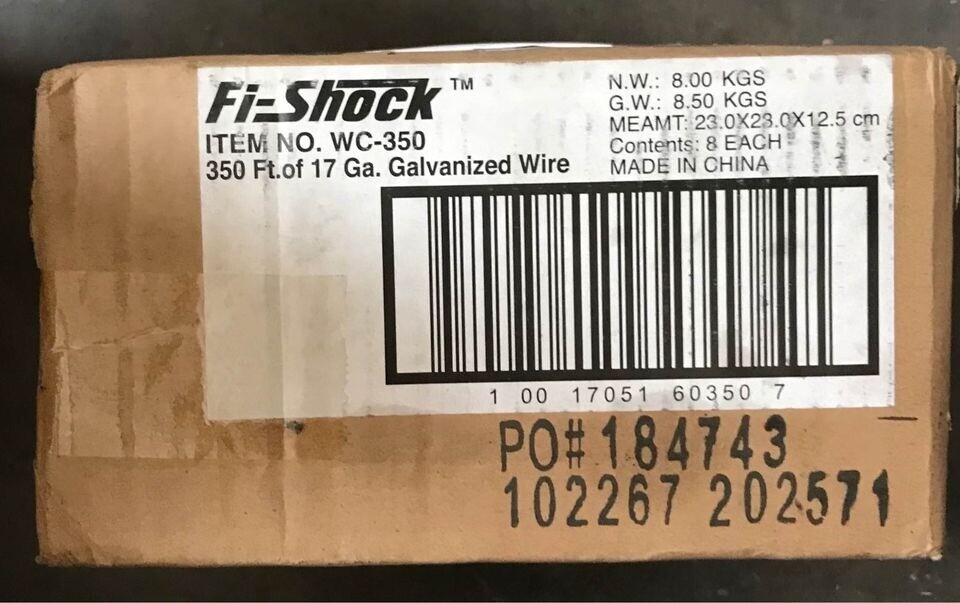 Fi-Shock™
ITEM NO. WC-350
350 Ft.of 17 Ga. Galvanized Wire
N.W.: 8.00 KGS
G.W.: 8.50 KGS
MEAMT: 23.0X23.0X12.5 cm
Contents: 8 EACH
MADE IN CHINA
1 00 17051 60350 7
PO# 184743
102267 202571